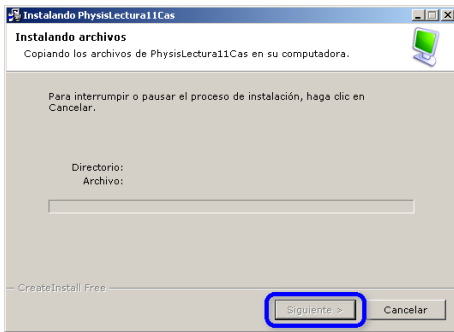 Instalando PhysisLectura11Cas
Instalando archivos
Copiando los archivos de PhysisLectura11Cas en su computadora.
Para interrumpir o pausar el proceso de instalación, haga clic en
Cancelar.
Directorio:
Archivo:
CreateInstall Free
Siguiente >
Cancelar